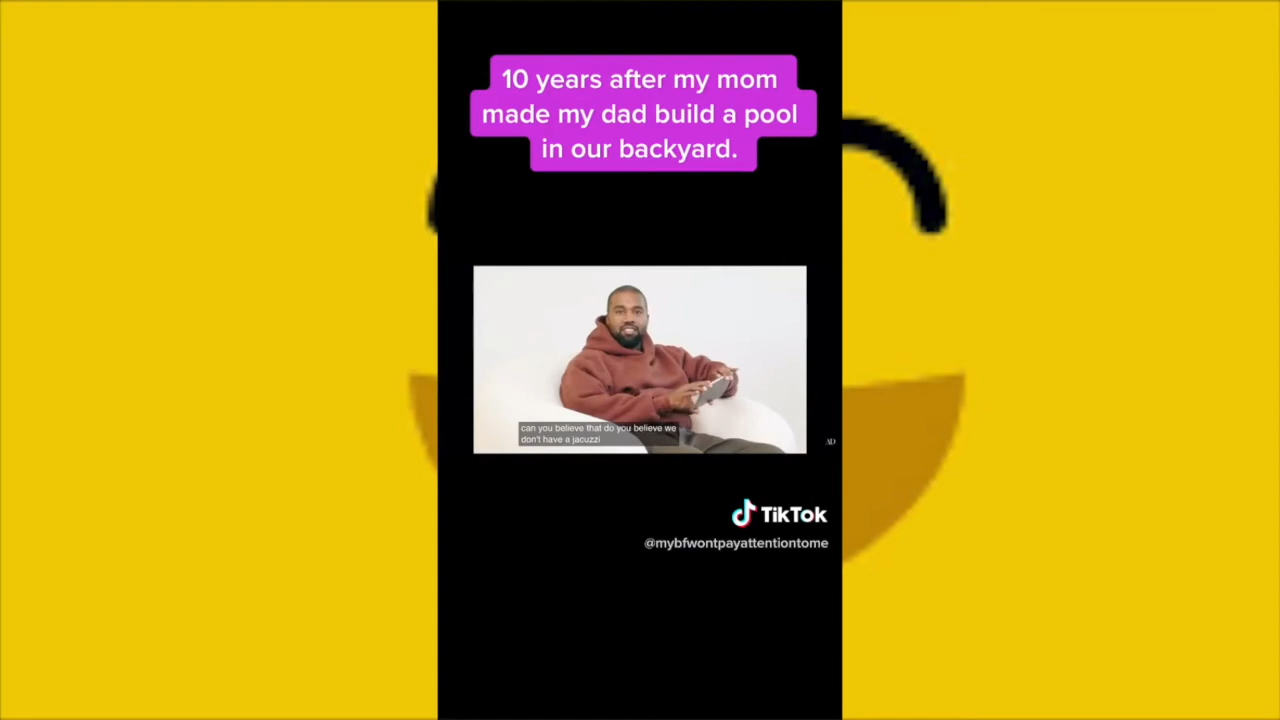 10 years after my mom
made my dad build a pool
in our backyard.
can you believe that do you believe we
don't have a jacuzzi
AD
TikTok
@mybfwontpayattentiontome